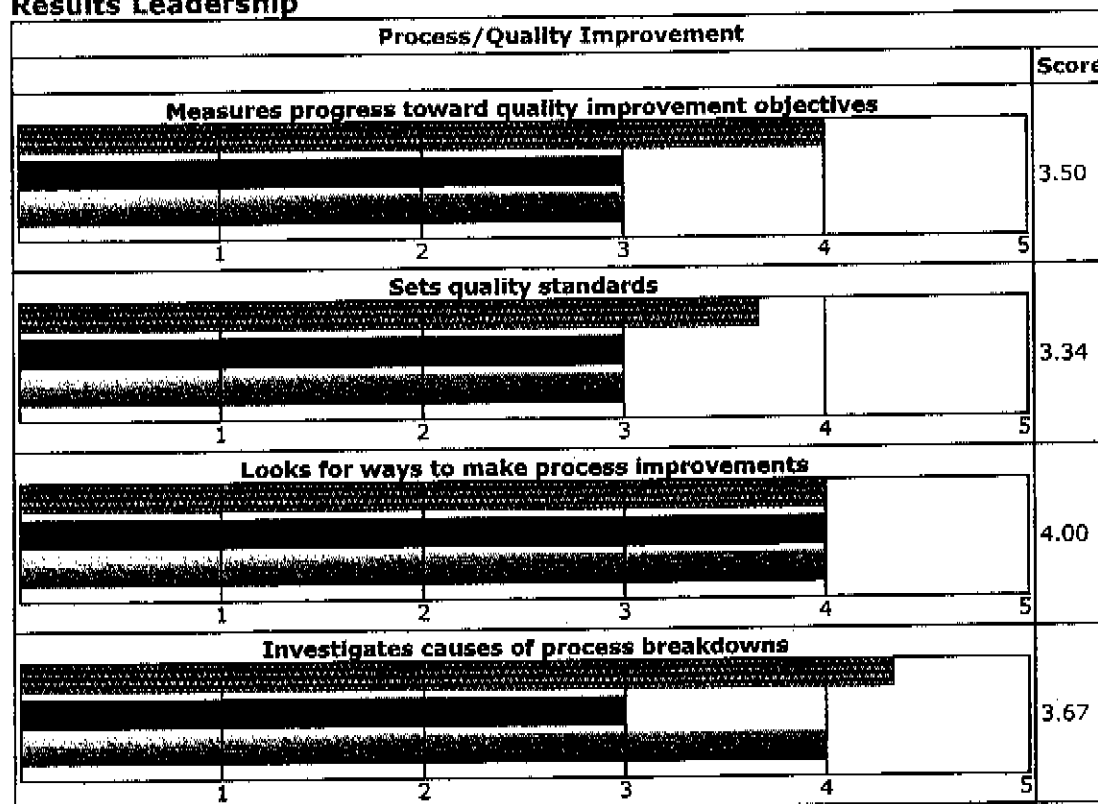 Results Leadership
Process/Quality Improvement
Score
Measures progress toward quality improvement objectives
3.50
1 2 3 4 5
Sets quality standards
3.34
1 2 3 4 5
Looks for ways to make process improvements
4.00
1 2 3 4 5
Investigates causes of process breakdowns
3.67
1 2 3 4 5